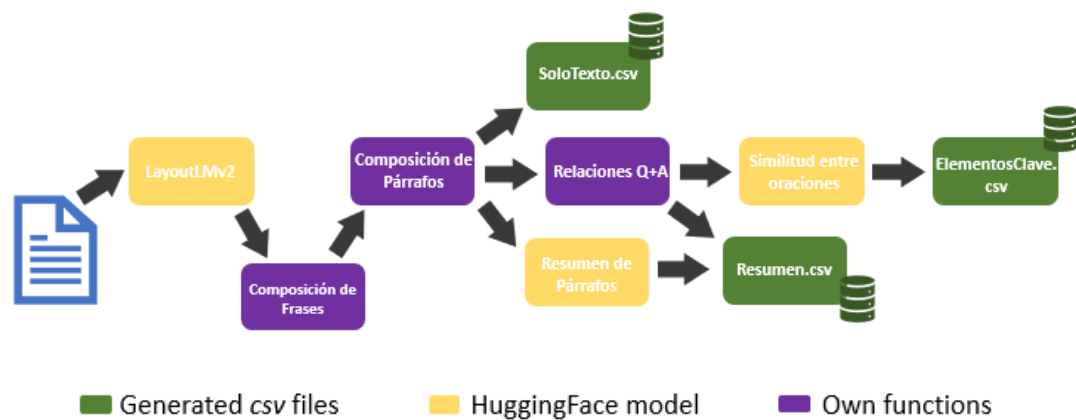 SoloTexto.csv
LayoutLMv2
Composición de
Párrafos
Relaciones Q+A
Similitud entre
oraciones
ElementosClave.
csv
Composición de
Frases
Resumen de
Párrafos
Resumen.csv
Generated csv files
HuggingFace model
Own functions